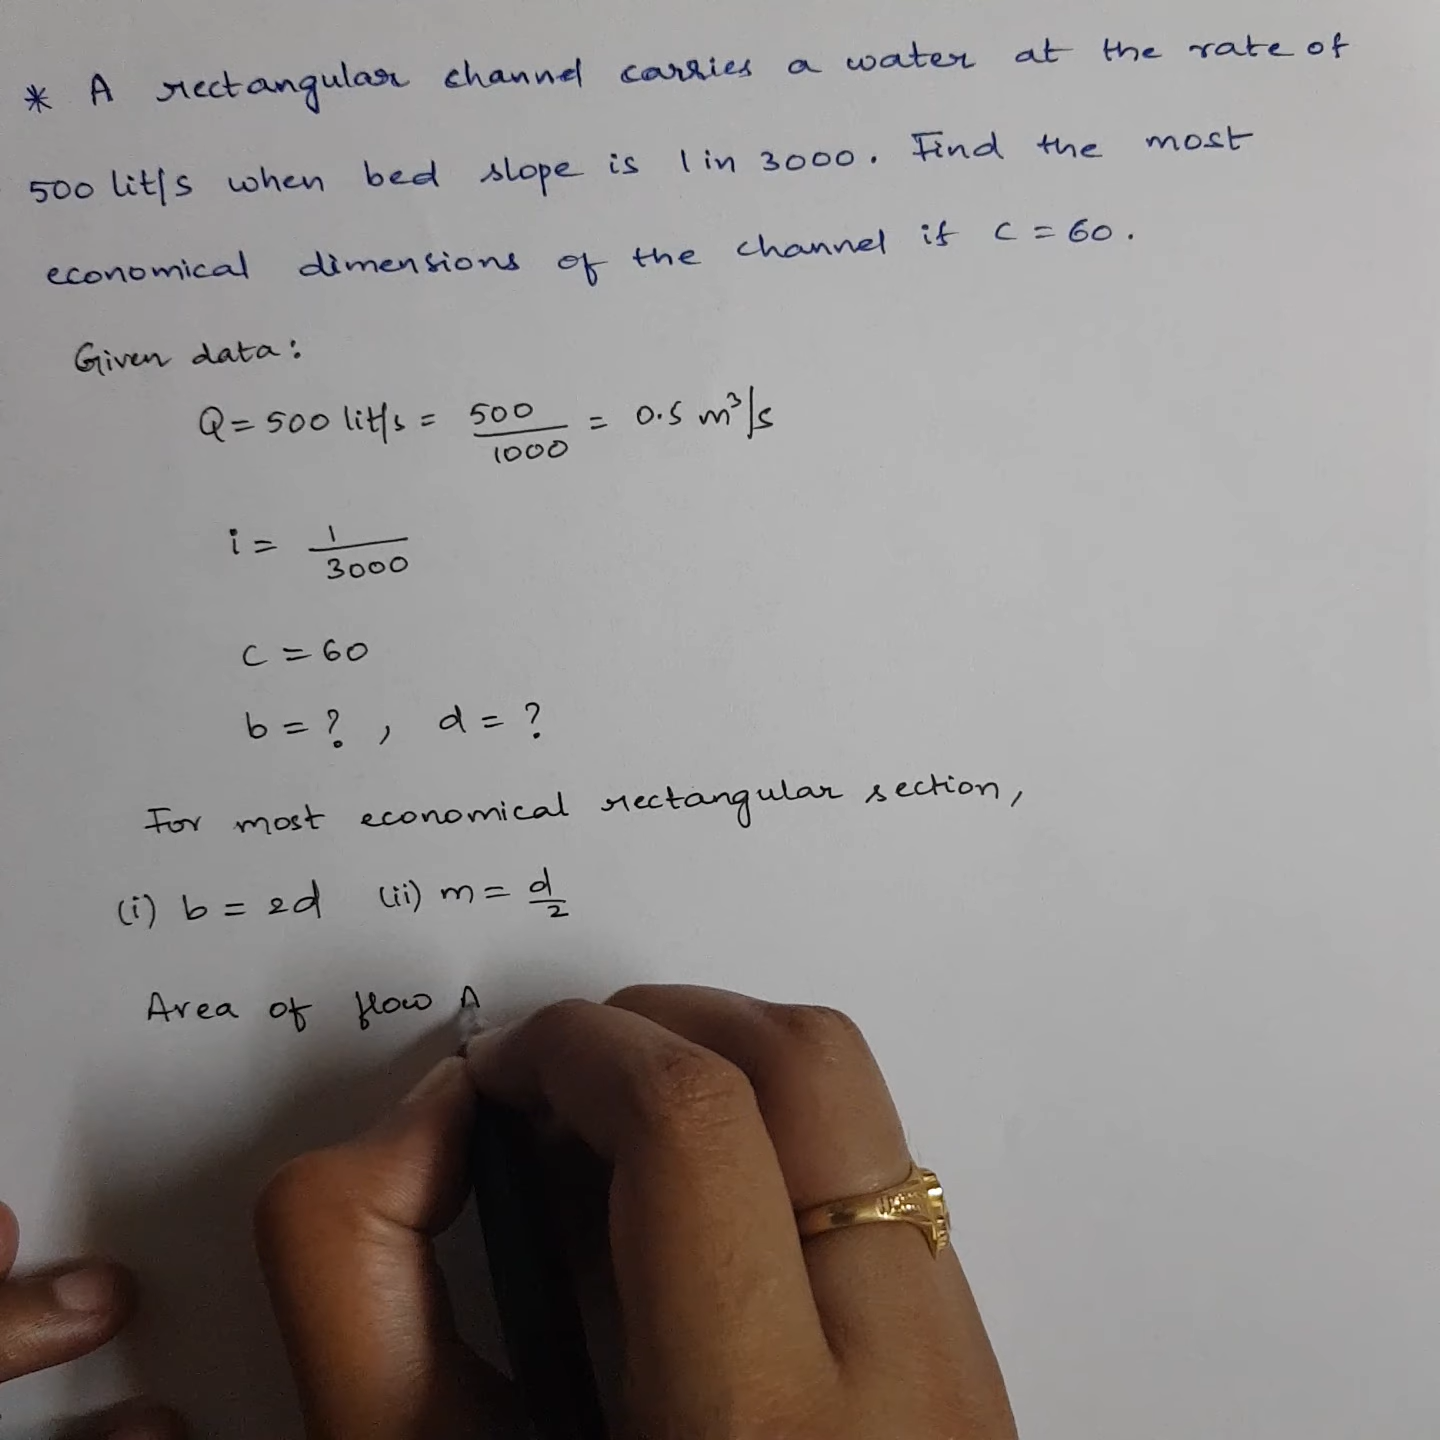 * A rectangular channel carries a water at the rate of
500 lit/s when bed slope is 1 in 3000. Find the most
economical dimensions of the channel if C = 60.
Given data:
Q = 500 lit/s = 500/1000 = 0.5 m³/s
i = 1/3000
C = 60
b = ?, d = ?
For most economical rectangular section,
(i) b = 2d (ii) m = d/2
Area of flow A